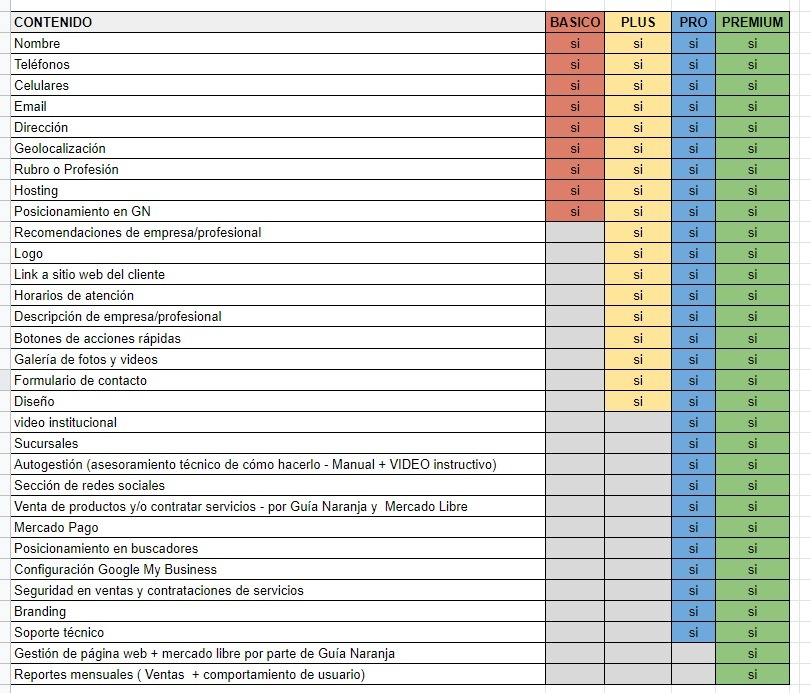 CONTENIDO BASICO PLUS PRO PREMIUM
Nombre si si si si
Teléfonos si si si si
Celulares si si si si
Email si si si si
Dirección si si si si
Geolocalización si si si si
Rubro o Profesión si si si si
Hosting si si si si
Posicionamiento en GN si si si si
Recomendaciones de empresa/profesional si si si
Logo si si si
Link a sitio web del cliente si si si
Horarios de atención si si si
Descripción de empresa/profesional si si si
Botones de acciones rápidas si si si
Galería de fotos y videos si si si
Formulario de contacto si si si
Diseño si si si
video institucional si si
Sucursales si si
Autogestión (asesoramiento técnico de cómo hacerlo - Manual + VIDEO instructivo) si si
Sección de redes sociales si si
Venta de productos y/o contratar servicios - por Guía Naranja y Mercado Libre si si
Mercado Pago si si
Posicionamiento en buscadores si si
Configuración Google My Business si si
Seguridad en ventas y contrataciones de servicios si si
Branding si si
Soporte técnico si si
Gestión de página web + mercado libre por parte de Guía Naranja si
Reportes mensuales ( Ventas + comportamiento de usuario) si